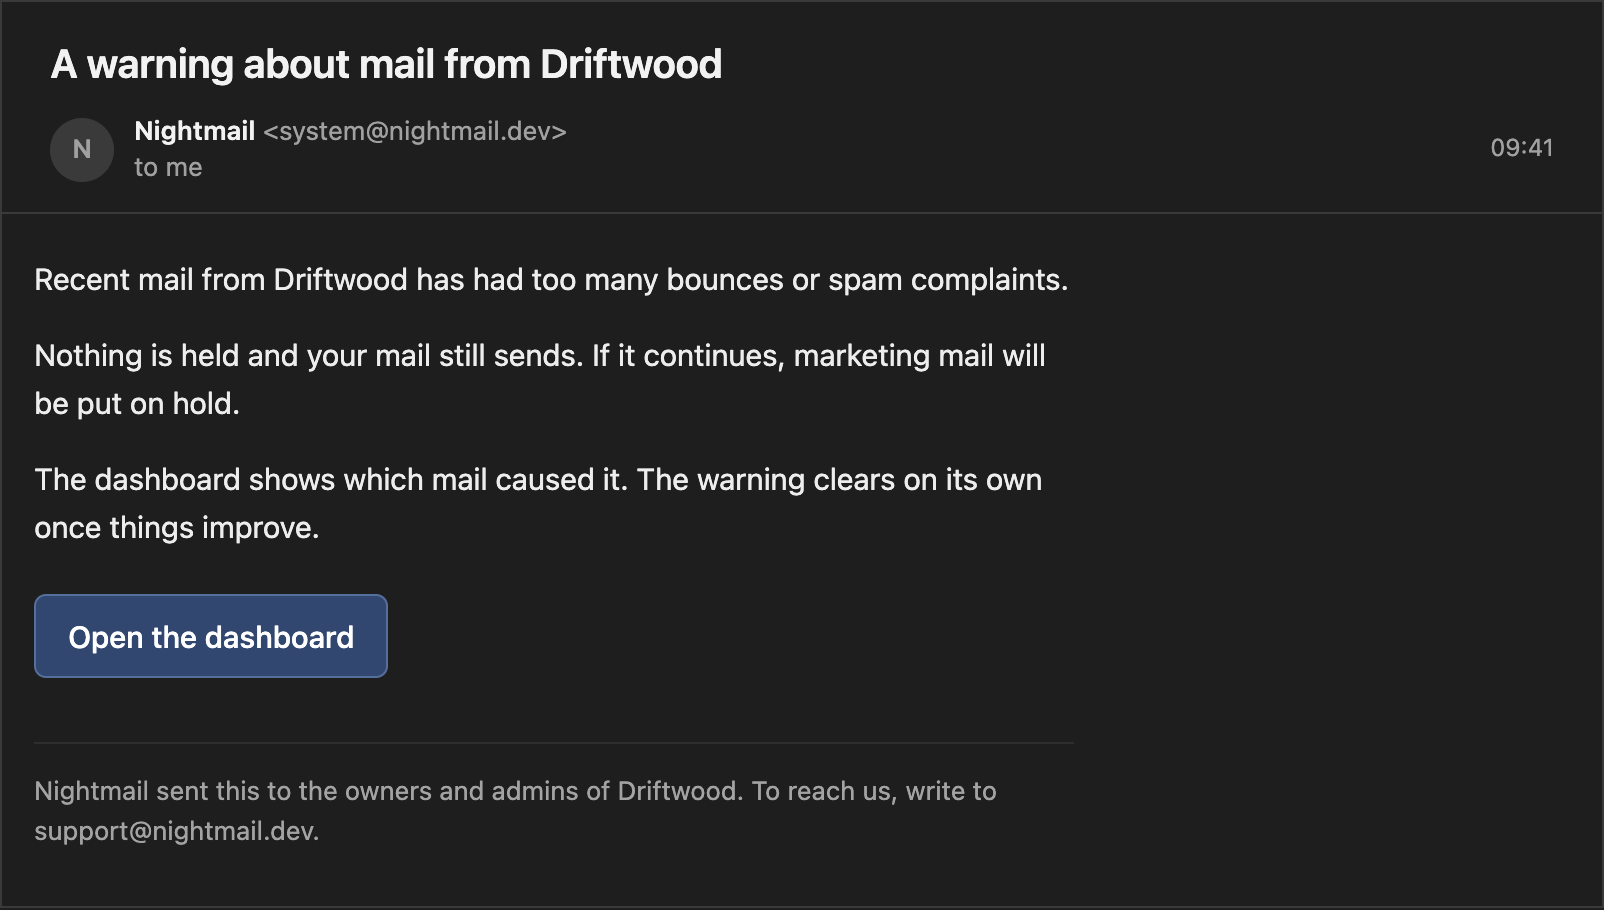 A warning about mail from Driftwood
N
Nightmail <system@nightmail.dev>
to me
09:41
Recent mail from Driftwood has had too many bounces or spam complaints.
Nothing is held and your mail still sends. If it continues, marketing mail will
be put on hold.
The dashboard shows which mail caused it. The warning clears on its own
once things improve.
Open the dashboard
Nightmail sent this to the owners and admins of Driftwood. To reach us, write to
support@nightmail.dev.